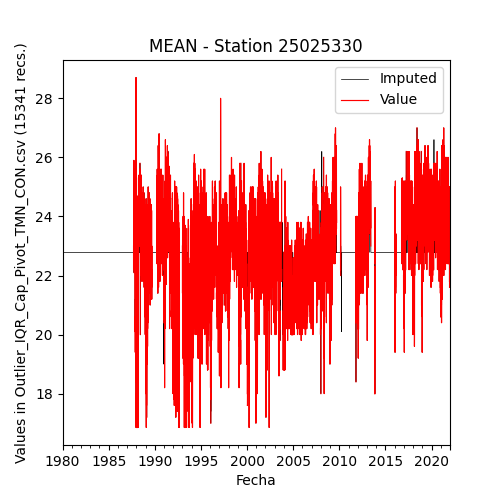 MEAN - Station 25025330
Imputed
Value
Values in Outlier_IQR_Cap_Pivot_TMN_CON.csv (15341 recs.)
28
26
24
22
20
18
1980 1985 1990 1995 2000 2005 2010 2015 2020
Fecha